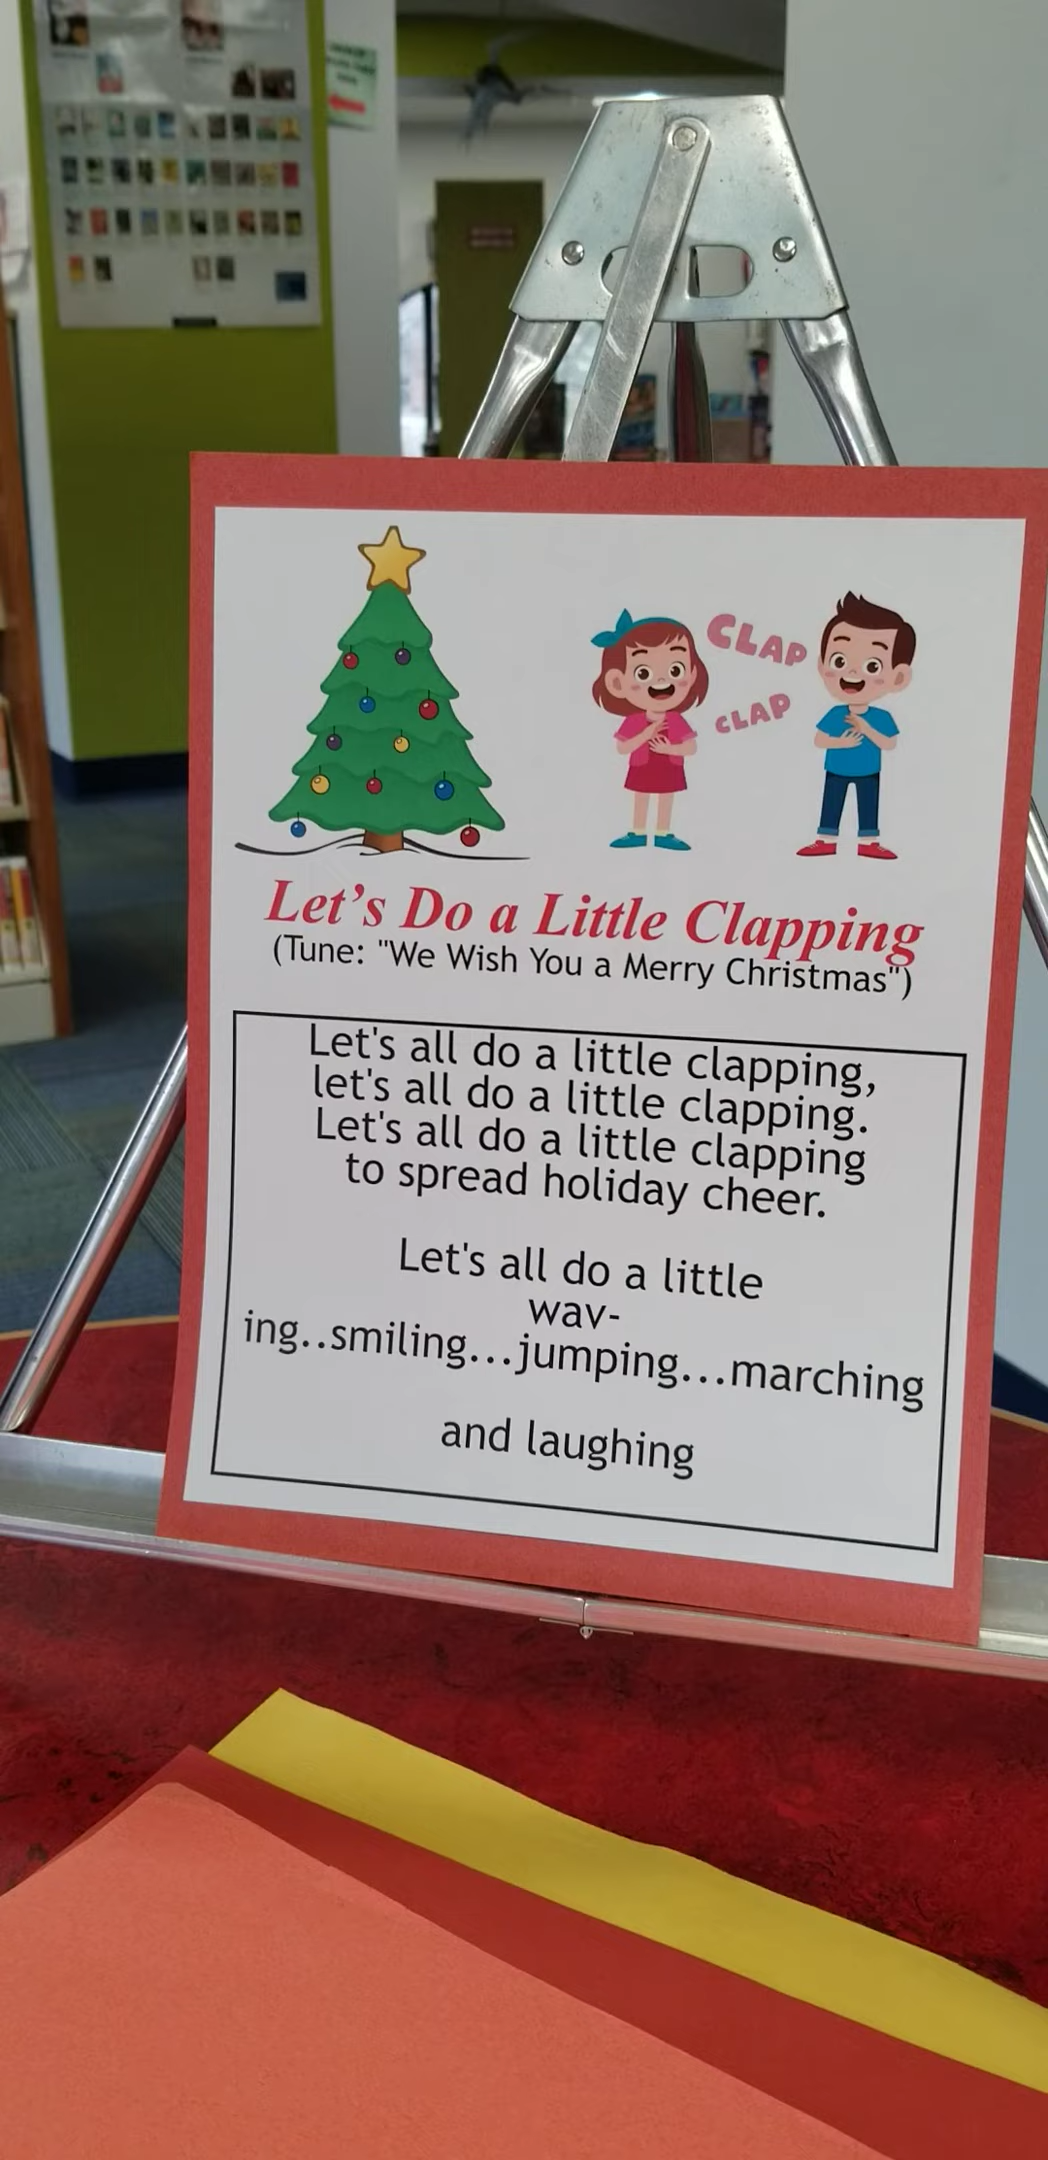 CLAP
CLAP
Let's Do a Little Clapping
(Tune: "We Wish You a Merry Christmas")
Let's all do a little clapping,
let's all do a little clapping.
Let's all do a little clapping
to spread holiday cheer.
Let's all do a little
wav-
ing..smiling...jumping...marching
and laughing